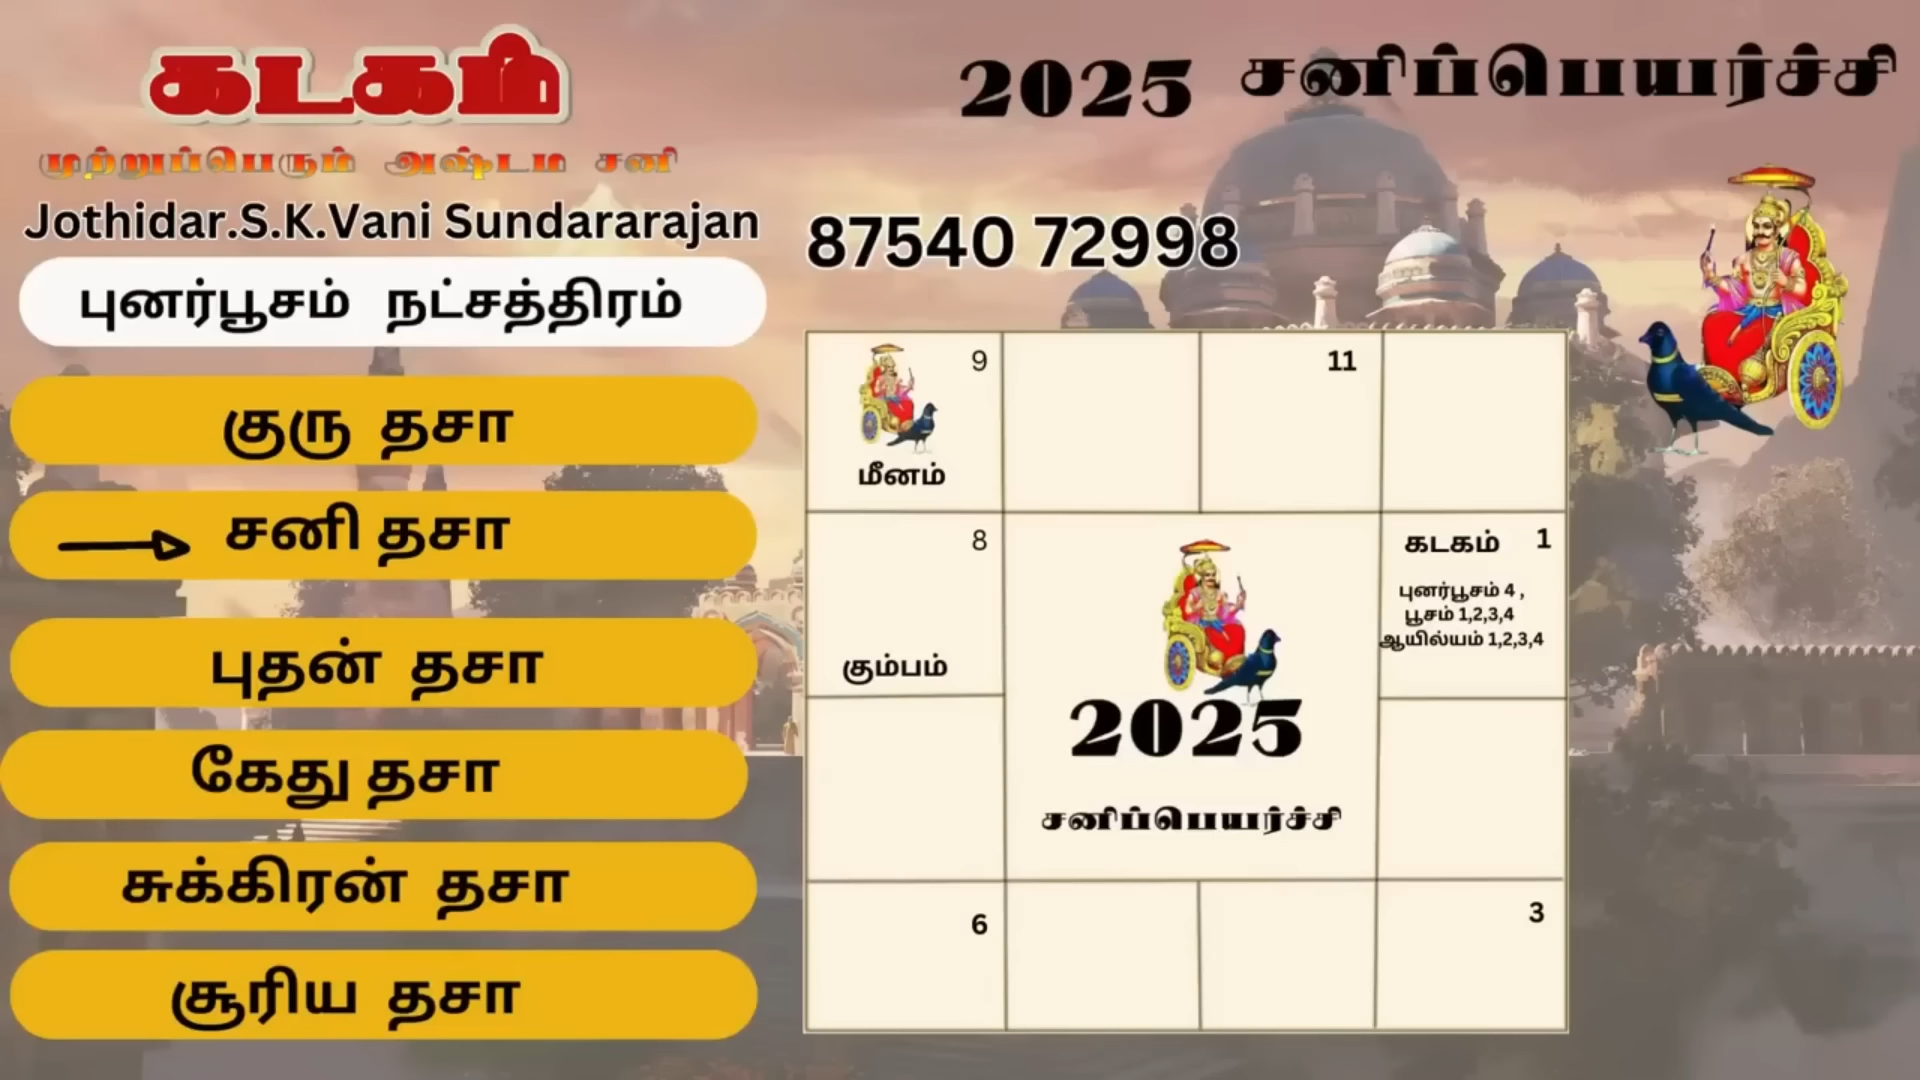 கடகம்
2025 சனிப்பெயர்ச்சி
முற்றுப்பெரும் அஷ்டம சனி
Jothidar.S.K.Vani Sundararajan
87540 72998
புனர்பூசம் நட்சத்திரம்
குரு தசா
சனி தசா
புதன் தசா
கேது தசா
சுக்கிரன் தசா
சூரிய தசா
9
மீனம்
11
8
கும்பம்
கடகம் 1
புனர்பூசம் 4 ,
பூசம் 1,2,3,4
ஆயில்யம் 1,2,3,4
2025
சனிப்பெயர்ச்சி
6
3